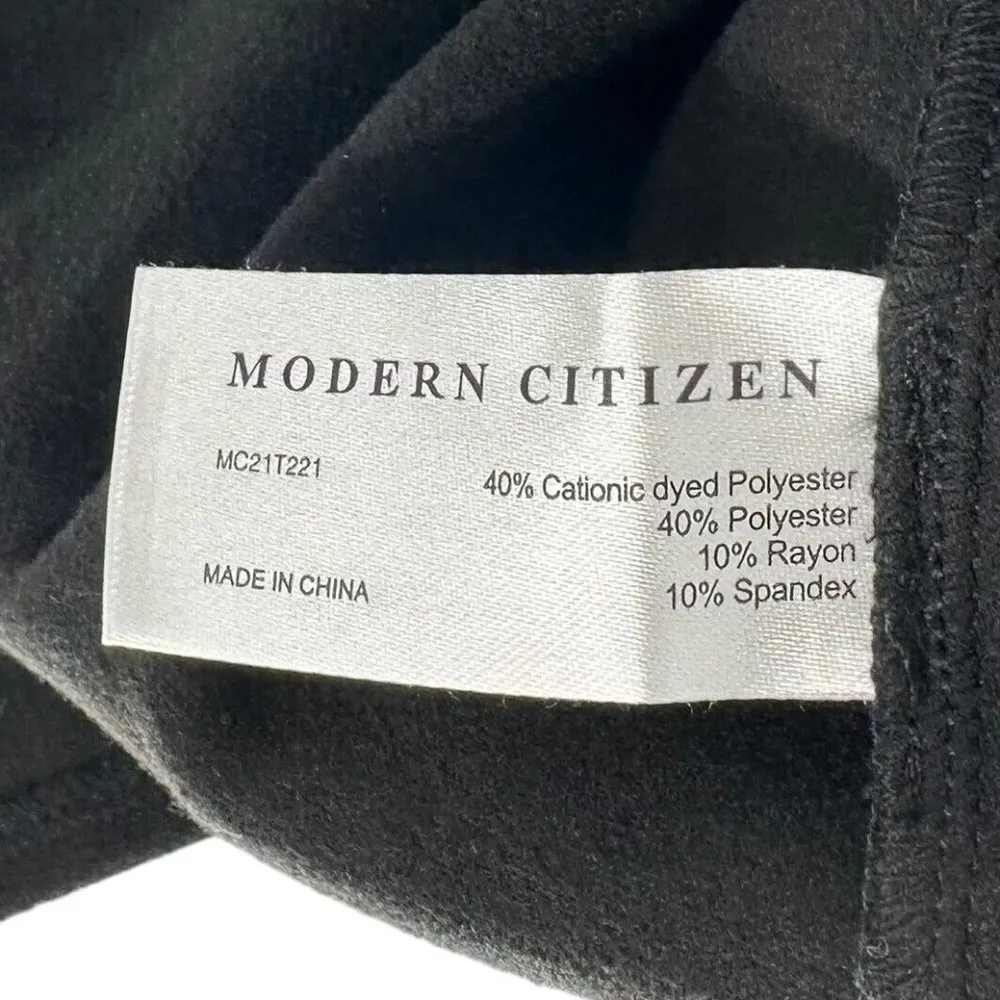 MODERN CITIZEN
MC21T221
40% Cationic dyed Polyester
40% Polyester
10% Rayon
10% Spandex
MADE IN CHINA